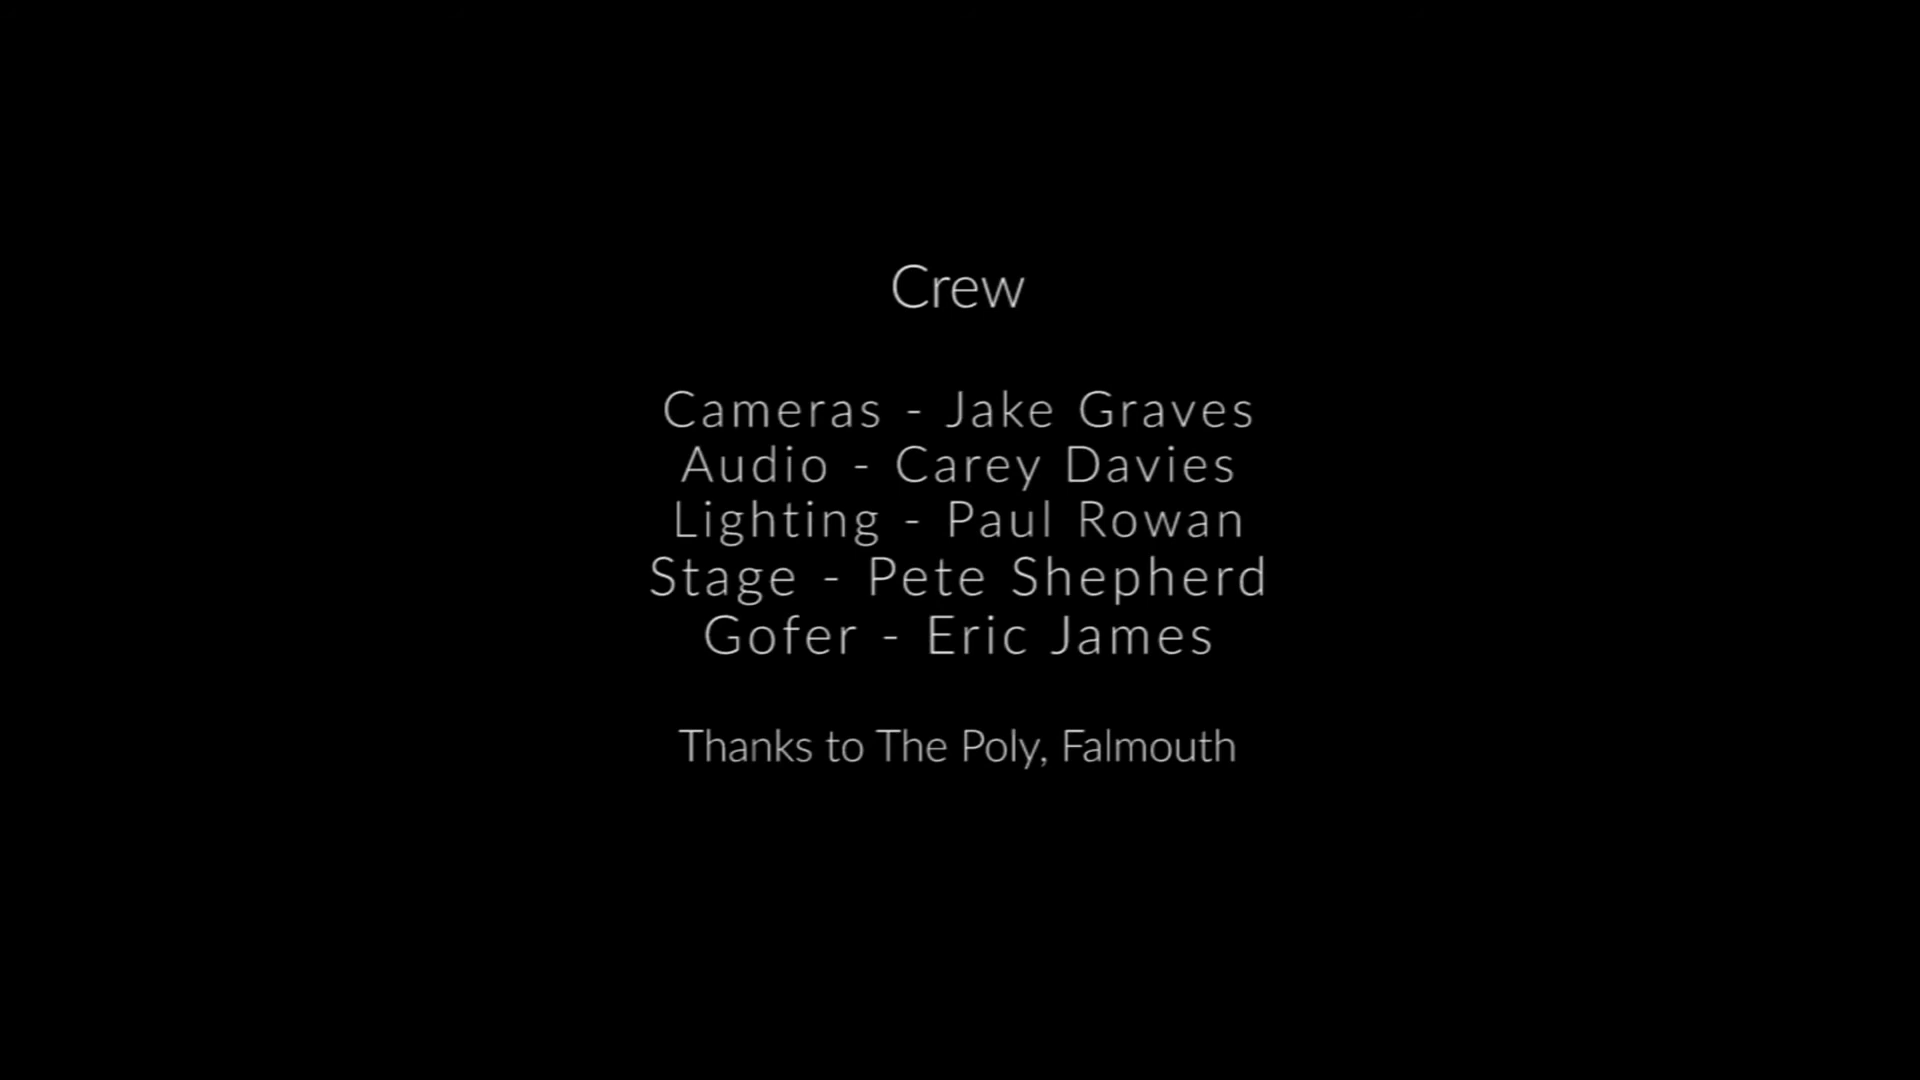 Crew
Cameras - Jake Graves
Audio - Carey Davies
Lighting - Paul Rowan
Stage - Pete Shepherd
Gofer - Eric James
Thanks to The Poly, Falmouth